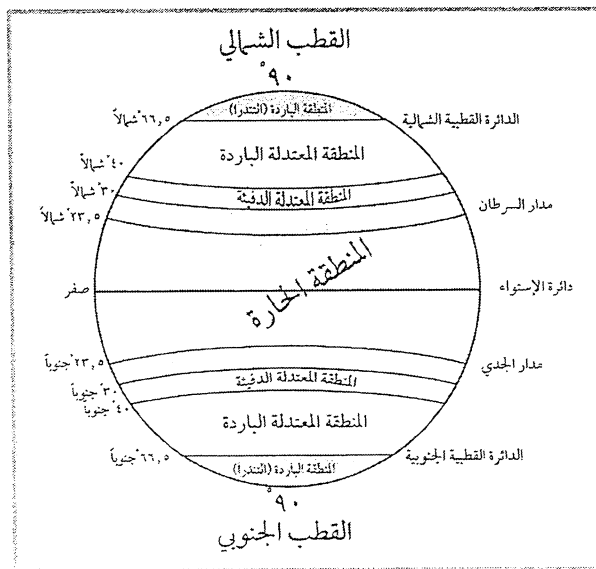 القطب الشمالي
٩٠°
المنطقة الباردة (التندرا)
٦٦,٥° شمالاً
الدائرة القطبية الشمالية
المنطقة المعتدلة الباردة
٤٠° شمالاً
المنطقة المعتدلة الدفيئة
٣٠° شمالاً
مدار السرطان
٢٣,٥° شمالاً
المنطقة الحارة
دائرة الإستواء
صفر
مدار الجدي
٢٣,٥° جنوباً
المنطقة المعتدلة الدفيئة
٣٠° جنوباً
٤٠° جنوباً
المنطقة المعتدلة الباردة
الدائرة القطبية الجنوبية
٦٦,٥° جنوباً
المنطقة الباردة (التندرا)
٩٠°
القطب الجنوبي